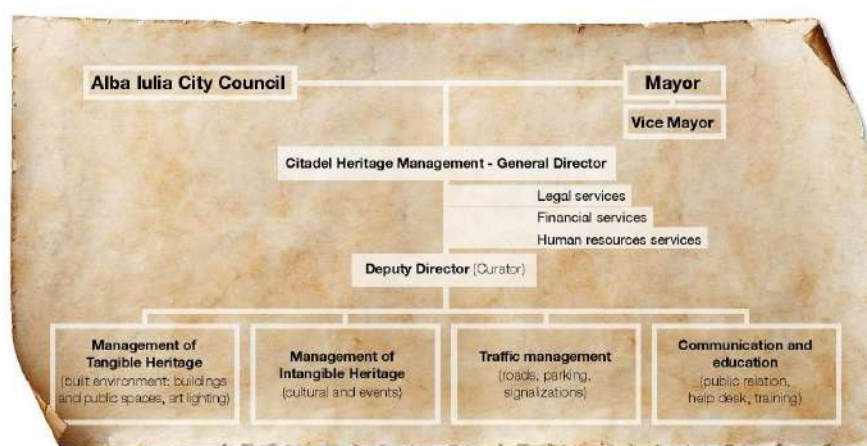 Alba Iulia City Council
Mayor
Vice Mayor
Citadel Heritage Management - General Director
Legal services
Financial services
Human resources services
Deputy Director (Curator)
Management of
Tangible Heritage
(built environment: buildings
and public spaces, art lighting)
Management of
Intangible Heritage
(cultural and events)
Traffic management
(roads, parking,
signalizations)
Communication and
education
(public relation,
help desk, training)